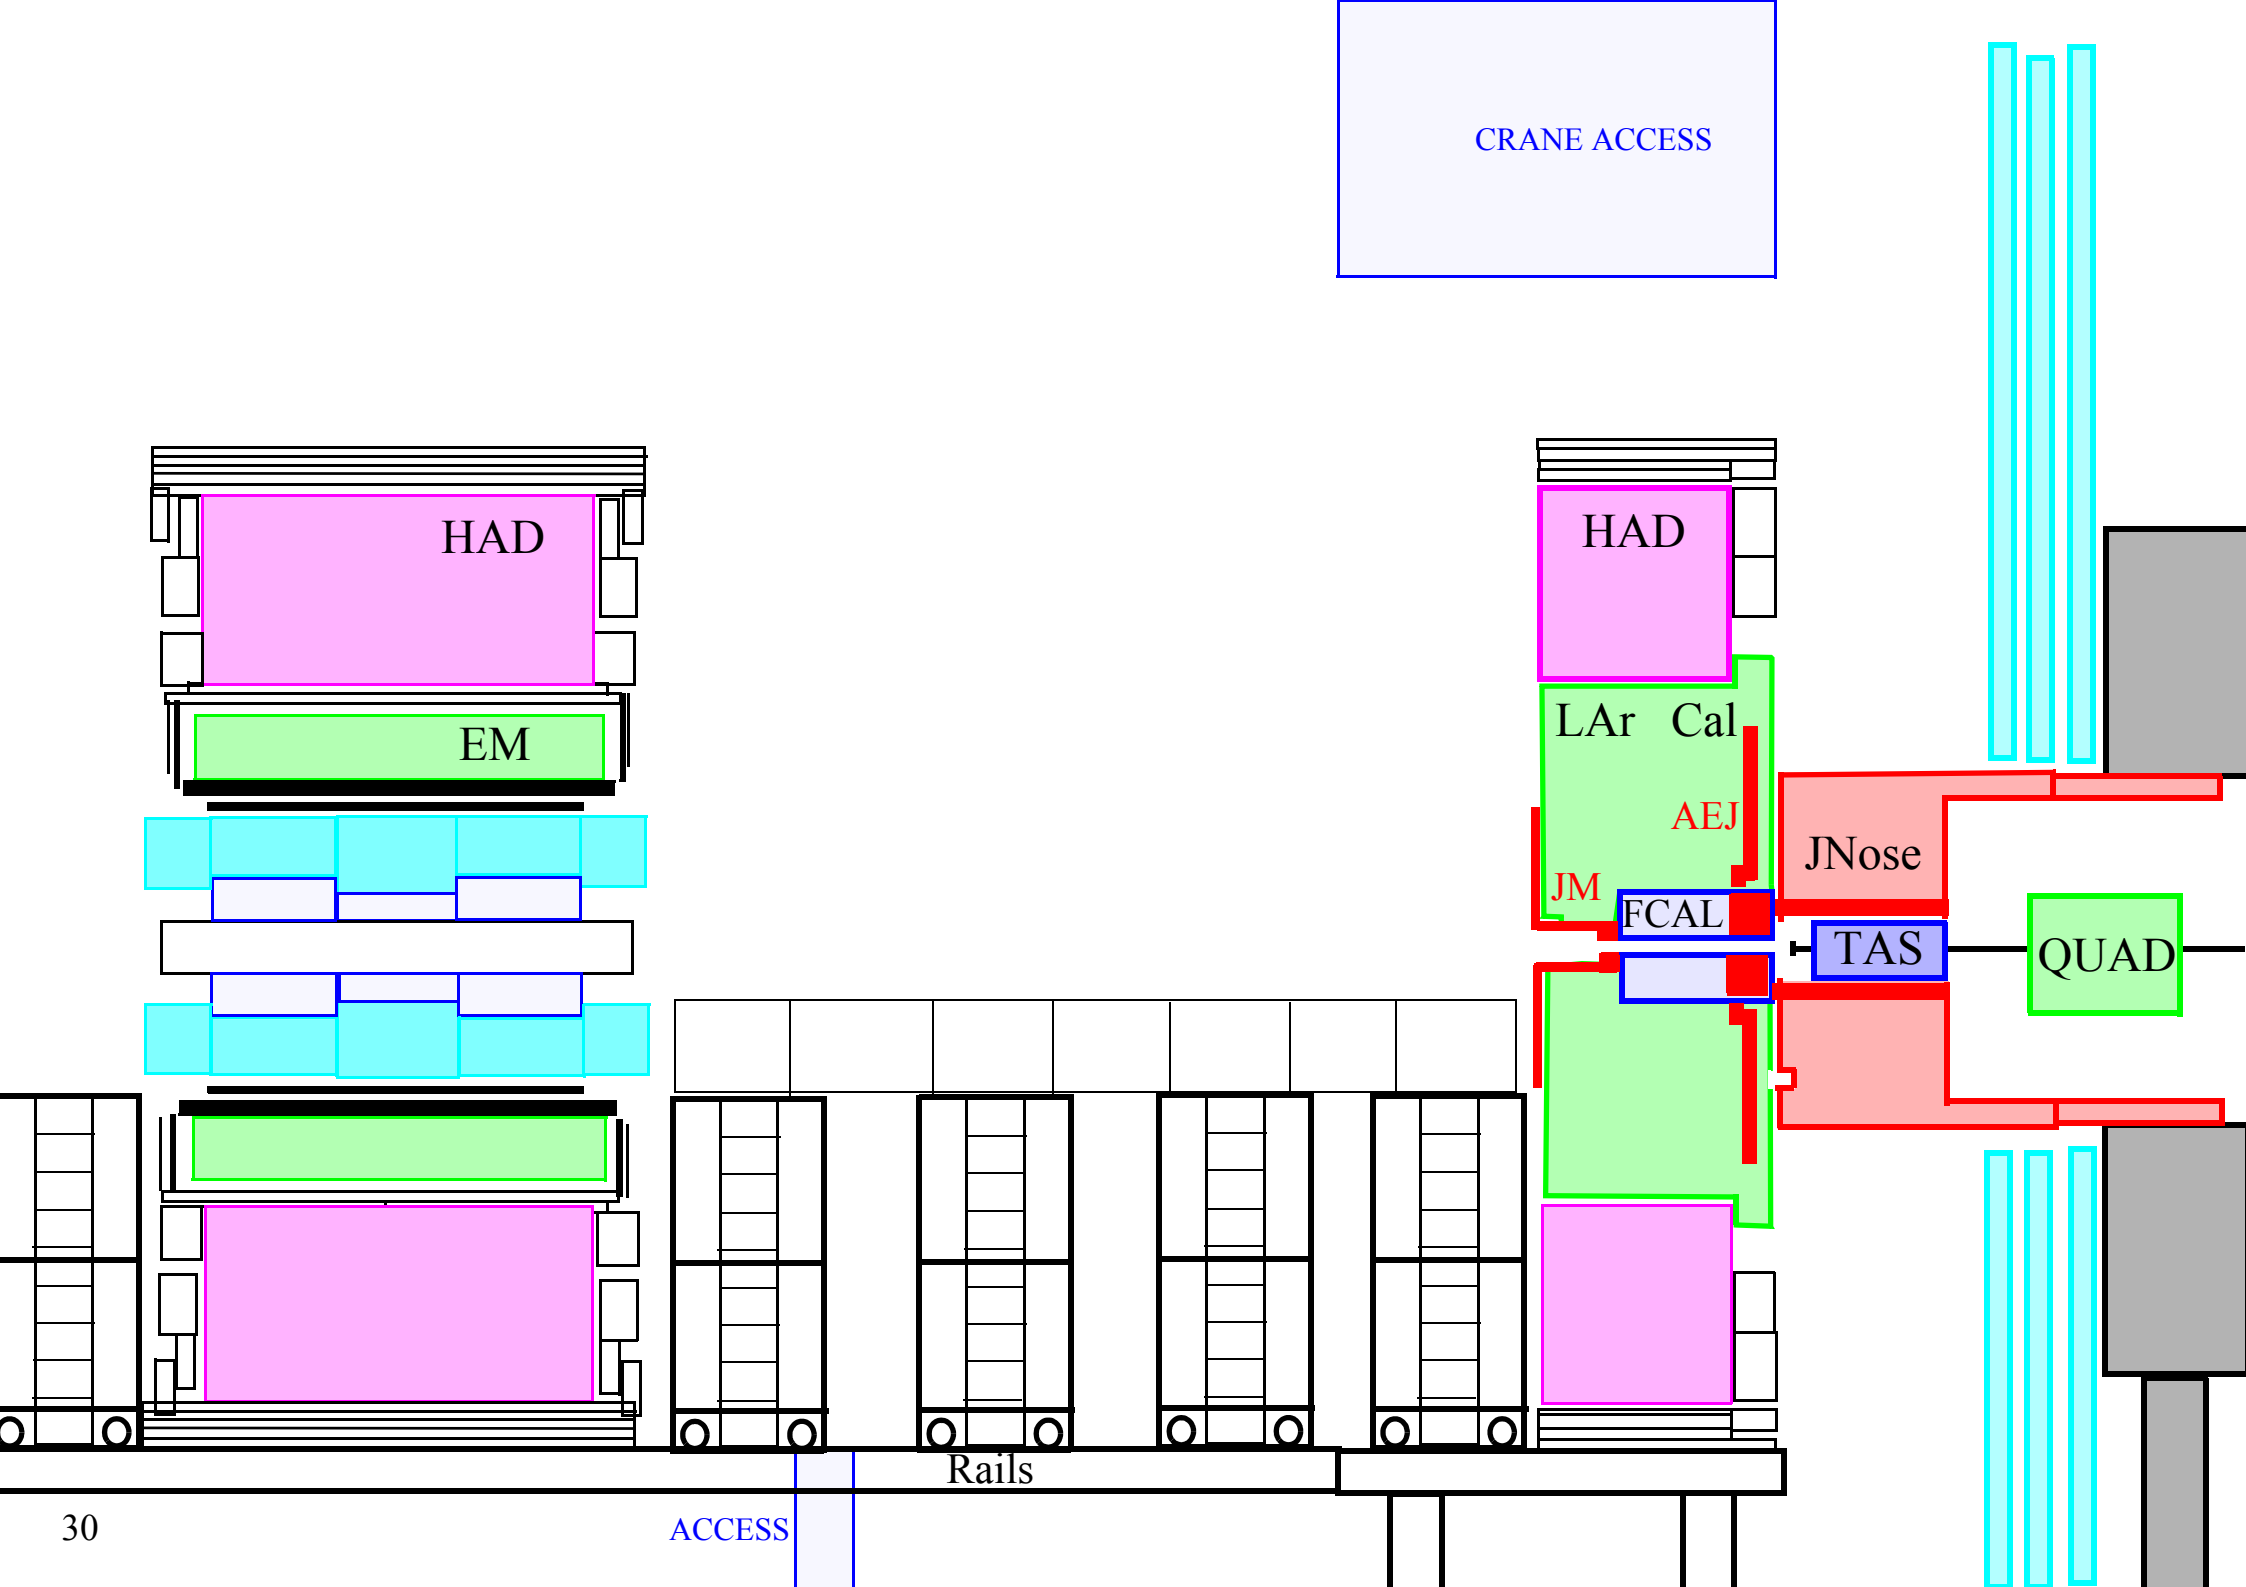 CRANE ACCESS
HAD
HAD
EM
LAr Cal
AEJ
JNose
JM
FCAL
TAS
QUAD
Rails
30
ACCESS